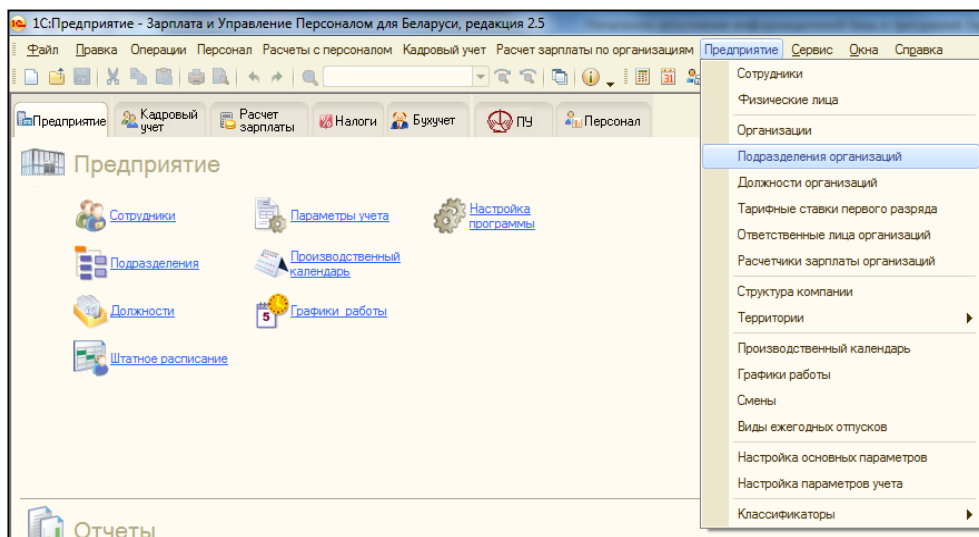 1С:Предприятие - Зарплата и Управление Персоналом для Беларуси, редакция 2.5
Файл Правка Операции Персонал Расчеты с персоналом Кадровый учет Расчет зарплаты по организациям Предприятие Сервис Окна Справка
Предприятие
Кадровый учет
Расчет зарплаты
Налоги
Бухучет
ПУ
Персонал
Предприятие
Сотрудники
Параметры учета
Настройка
программы
Подразделения
Производственный
календарь
Должности
5
Графики работы
Штатное расписание
Отчеты
Сотрудники
Физические лица
Организации
Подразделения организаций
Должности организаций
Тарифные ставки первого разряда
Ответственные лица организаций
Расчетчики зарплаты организаций
Структура компании
Территории
Производственный календарь
Графики работы
Смены
Виды ежегодных отпусков
Настройка основных параметров
Настройка параметров учета
Классификаторы